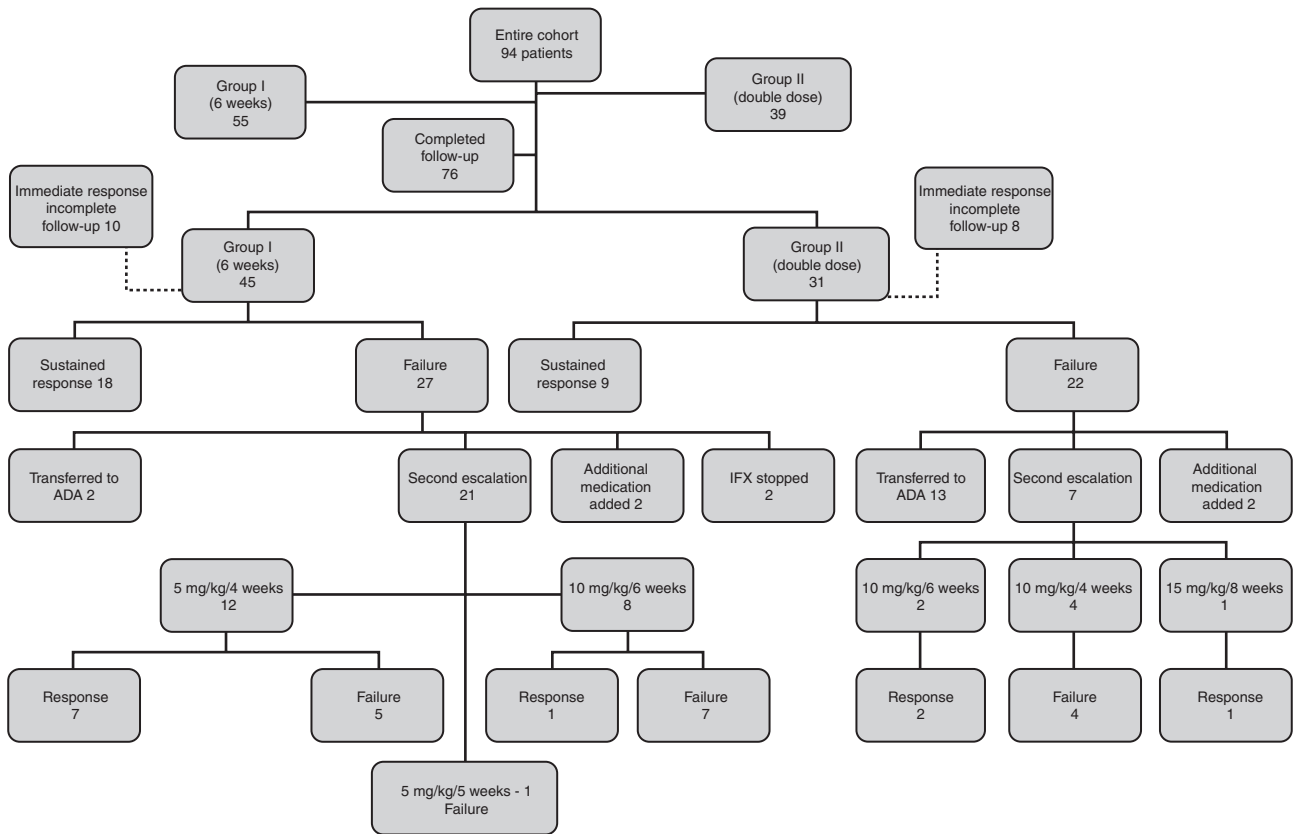 Entire cohort
94 patients
Group I
(6 weeks)
55
Group II
(double dose)
39
Completed
follow-up
76
Immediate response
incomplete
follow-up 10
Immediate response
incomplete
follow-up 8
Group I
(6 weeks)
45
Group II
(double dose)
31
Sustained
response 18
Failure
27
Sustained
response 9
Failure
22
Transferred to
ADA 2
Second escalation
21
Additional
medication
added 2
IFX stopped
2
Transferred to
ADA 13
Second escalation
7
Additional
medication
added 2
5 mg/kg/4 weeks
12
10 mg/kg/6 weeks
8
10 mg/kg/6 weeks
2
10 mg/kg/4 weeks
4
15 mg/kg/8 weeks
1
Response
7
Failure
5
Response
1
Failure
7
Response
2
Failure
4
Response
1
5 mg/kg/5 weeks - 1
Failure